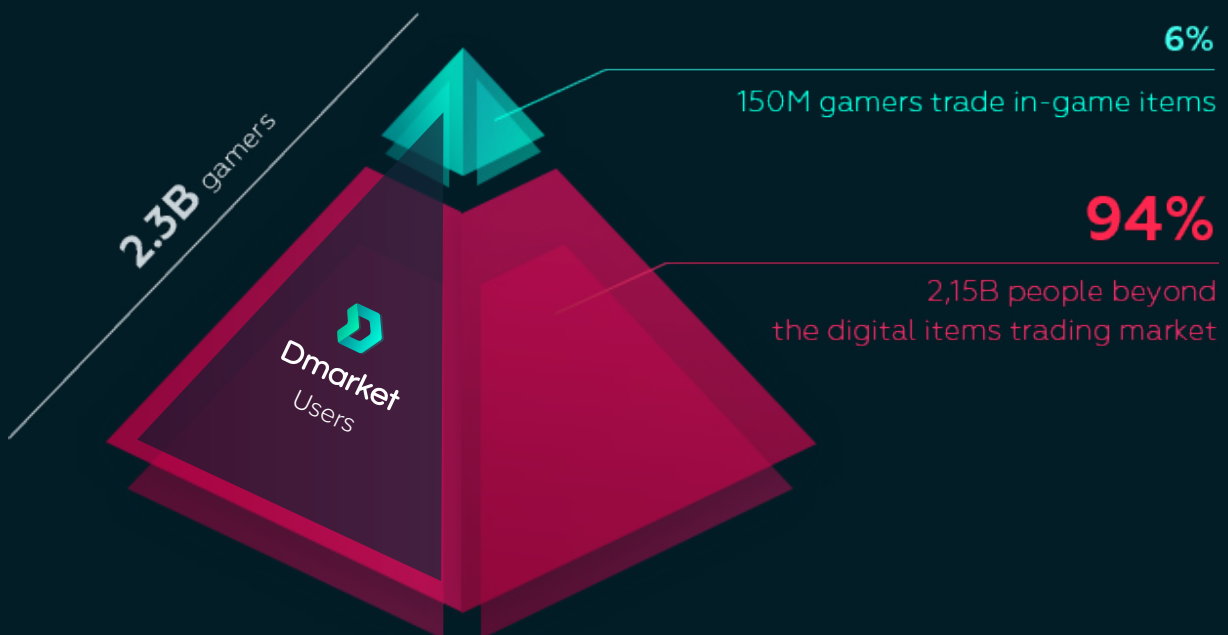 2.3B gamers
6%
150M gamers trade in-game items
94%
2,15B people beyond
the digital items trading market
Dmarket
Users